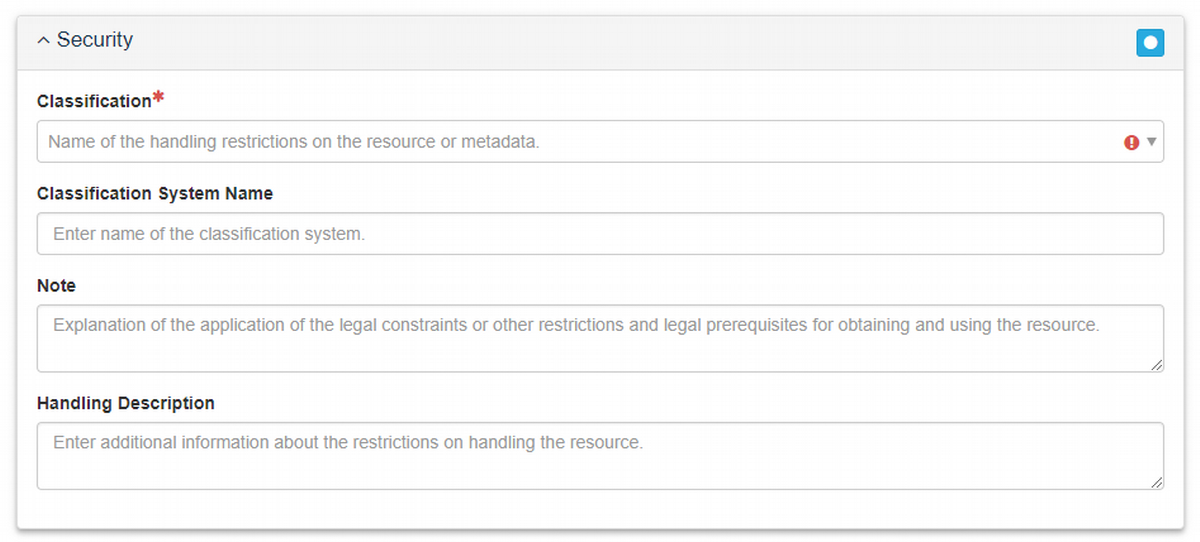 Security
Classification*
Name of the handling restrictions on the resource or metadata.
Classification System Name
Enter name of the classification system.
Note
Explanation of the application of the legal constraints or other restrictions and legal prerequisites for obtaining and using the resource.
Handling Description
Enter additional information about the restrictions on handling the resource.